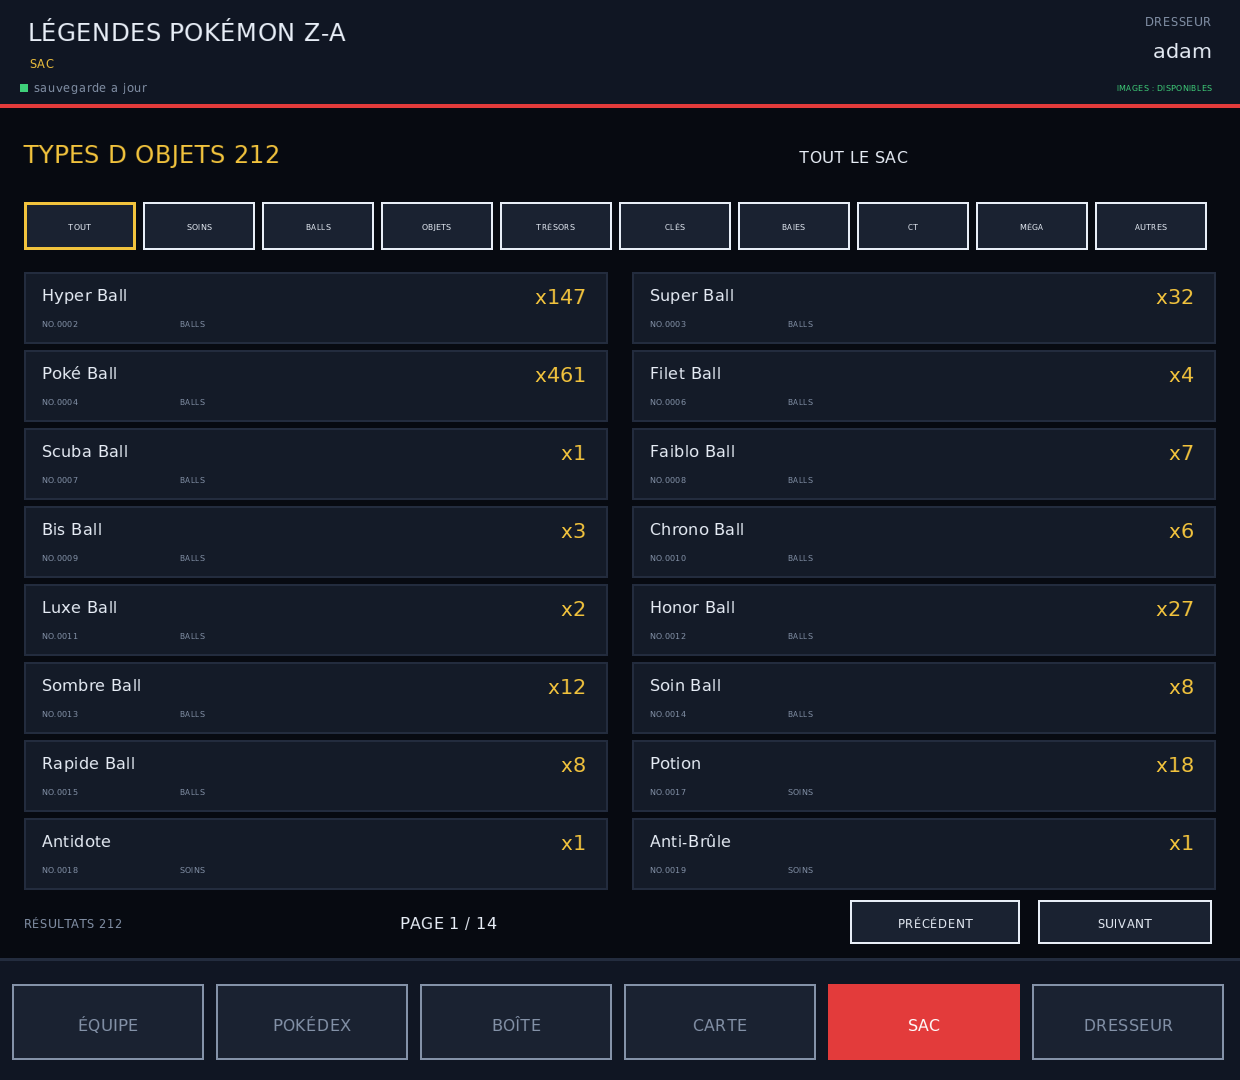 LÉGENDES POKÉMON Z-A
SAC
sauvegarde a jour
DRESSEUR
adam
IMAGES : DISPONIBLES
TYPES D OBJETS 212
TOUT LE SAC
TOUT SOINS BALLS OBJETS TRÉSORS CLÉS BAIES CT MÉGA AUTRES
Hyper Ball x147
NO.0002 BALLS
Super Ball x32
NO.0003 BALLS
Poké Ball x461
NO.0004 BALLS
Filet Ball x4
NO.0006 BALLS
Scuba Ball x1
NO.0007 BALLS
Faiblo Ball x7
NO.0008 BALLS
Bis Ball x3
NO.0009 BALLS
Chrono Ball x6
NO.0010 BALLS
Luxe Ball x2
NO.0011 BALLS
Honor Ball x27
NO.0012 BALLS
Sombre Ball x12
NO.0013 BALLS
Soin Ball x8
NO.0014 BALLS
Rapide Ball x8
NO.0015 BALLS
Potion x18
NO.0017 SOINS
Antidote x1
NO.0018 SOINS
Anti-Brûle x1
NO.0019 SOINS
RÉSULTATS 212
PAGE 1 / 14
PRÉCÉDENT SUIVANT
ÉQUIPE POKÉDEX BOÎTE CARTE SAC DRESSEUR